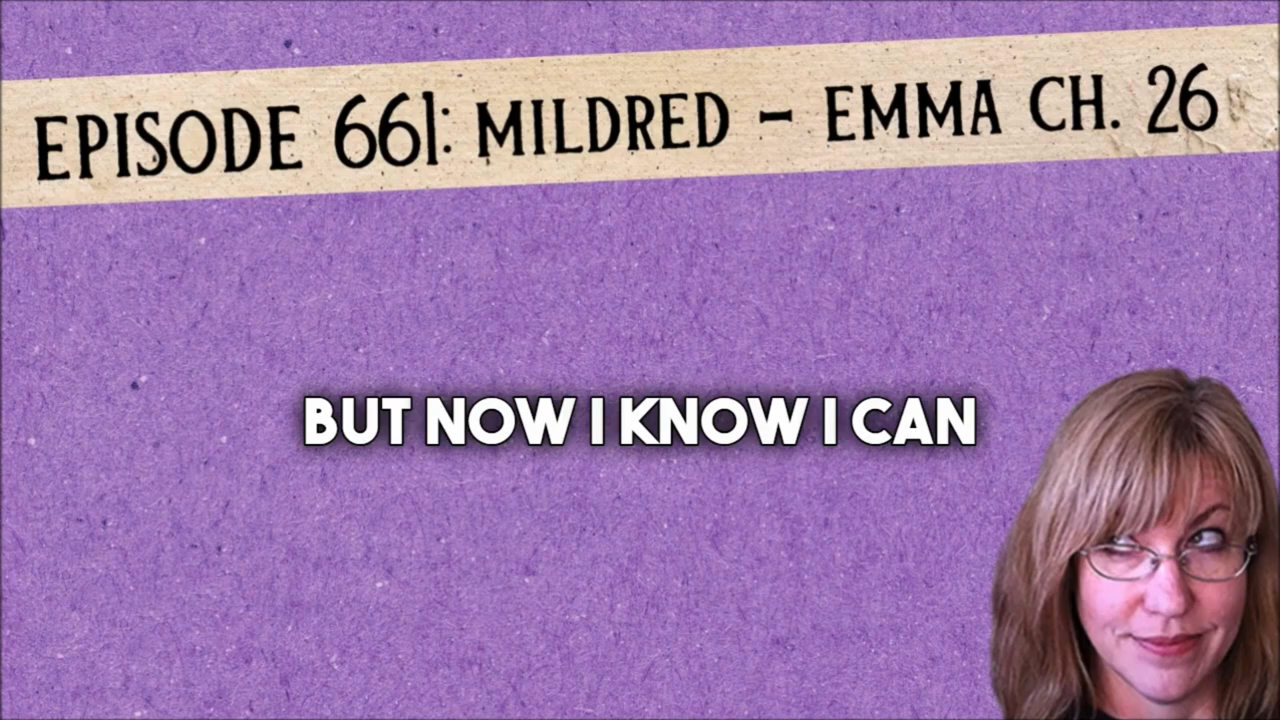 EPISODE 661: MILDRED - EMMA CH. 26
BUT NOW I KNOW I CAN